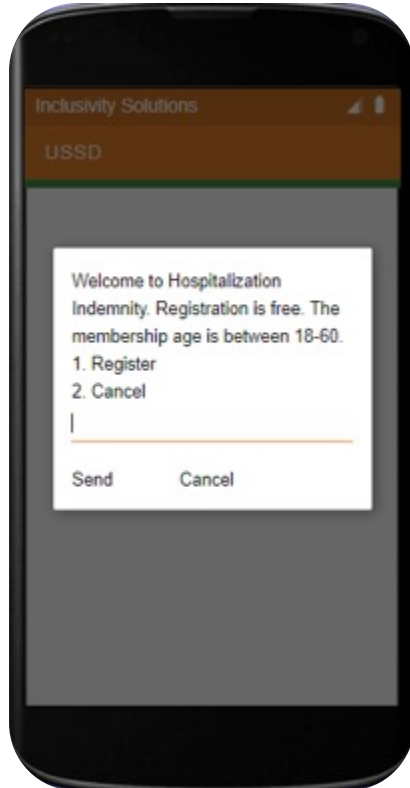 Inclusivity Solutions
USSD
Welcome to Hospitalization
Indemnity. Registration is free. The
membership age is between 18-60.
1. Register
2. Cancel
Send Cancel